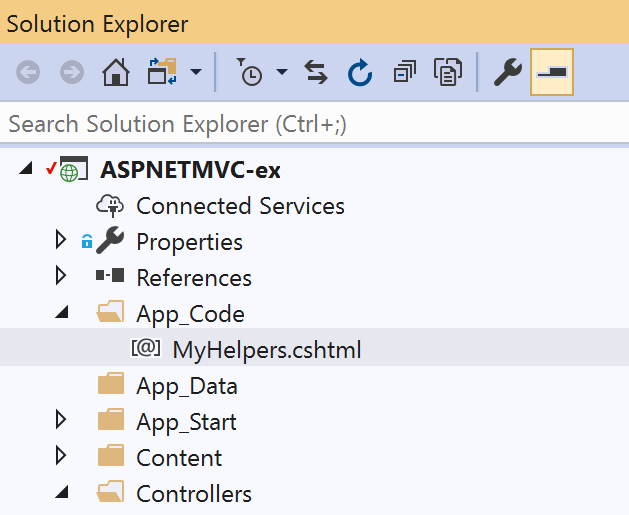 Solution Explorer
Search Solution Explorer (Ctrl+;)
ASPNETMVC-ex
Connected Services
Properties
References
App_Code
[@] MyHelpers.cshtml
App_Data
App_Start
Content
Controllers